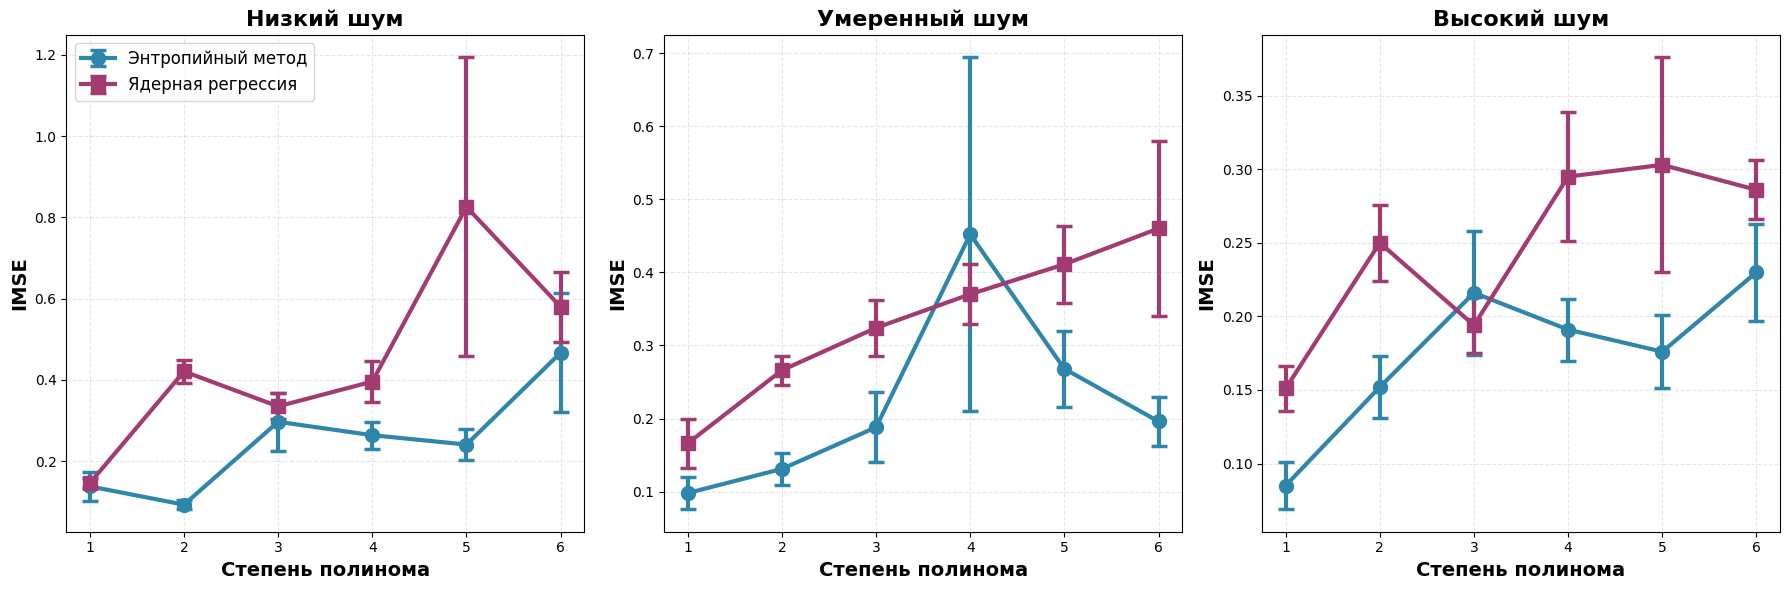 Низкий шум
Энтропийный метод
Ядерная регрессия
IMSE
1.2
1.0
0.8
0.6
0.4
0.2
1 2 3 4 5 6
Степень полинома
Умеренный шум
IMSE
0.7
0.6
0.5
0.4
0.3
0.2
0.1
1 2 3 4 5 6
Степень полинома
Высокий шум
IMSE
0.35
0.30
0.25
0.20
0.15
0.10
1 2 3 4 5 6
Степень полинома